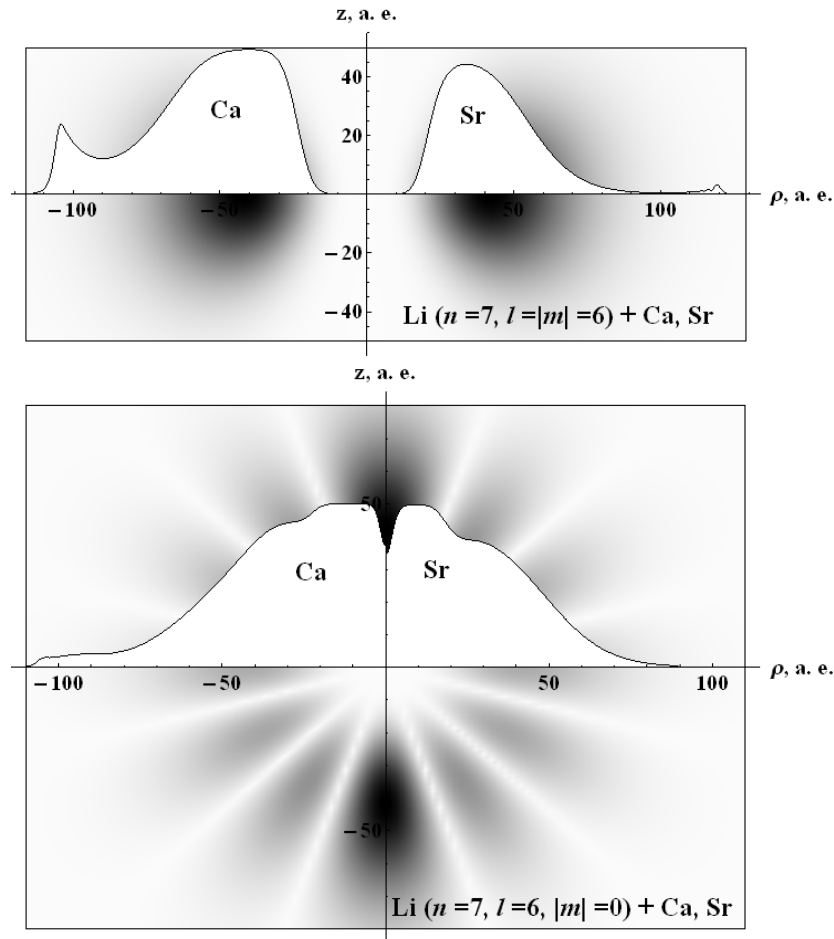 z, a. e.
40
20
Ca
Sr
−100
−50
50
100
ρ, a. e.
−20
−40
Li (n =7, l =|m| =6) + Ca, Sr
z, a. e.
50
Ca
Sr
−100
−50
50
100
ρ, a. e.
−50
Li (n =7, l =6, |m| =0) + Ca, Sr